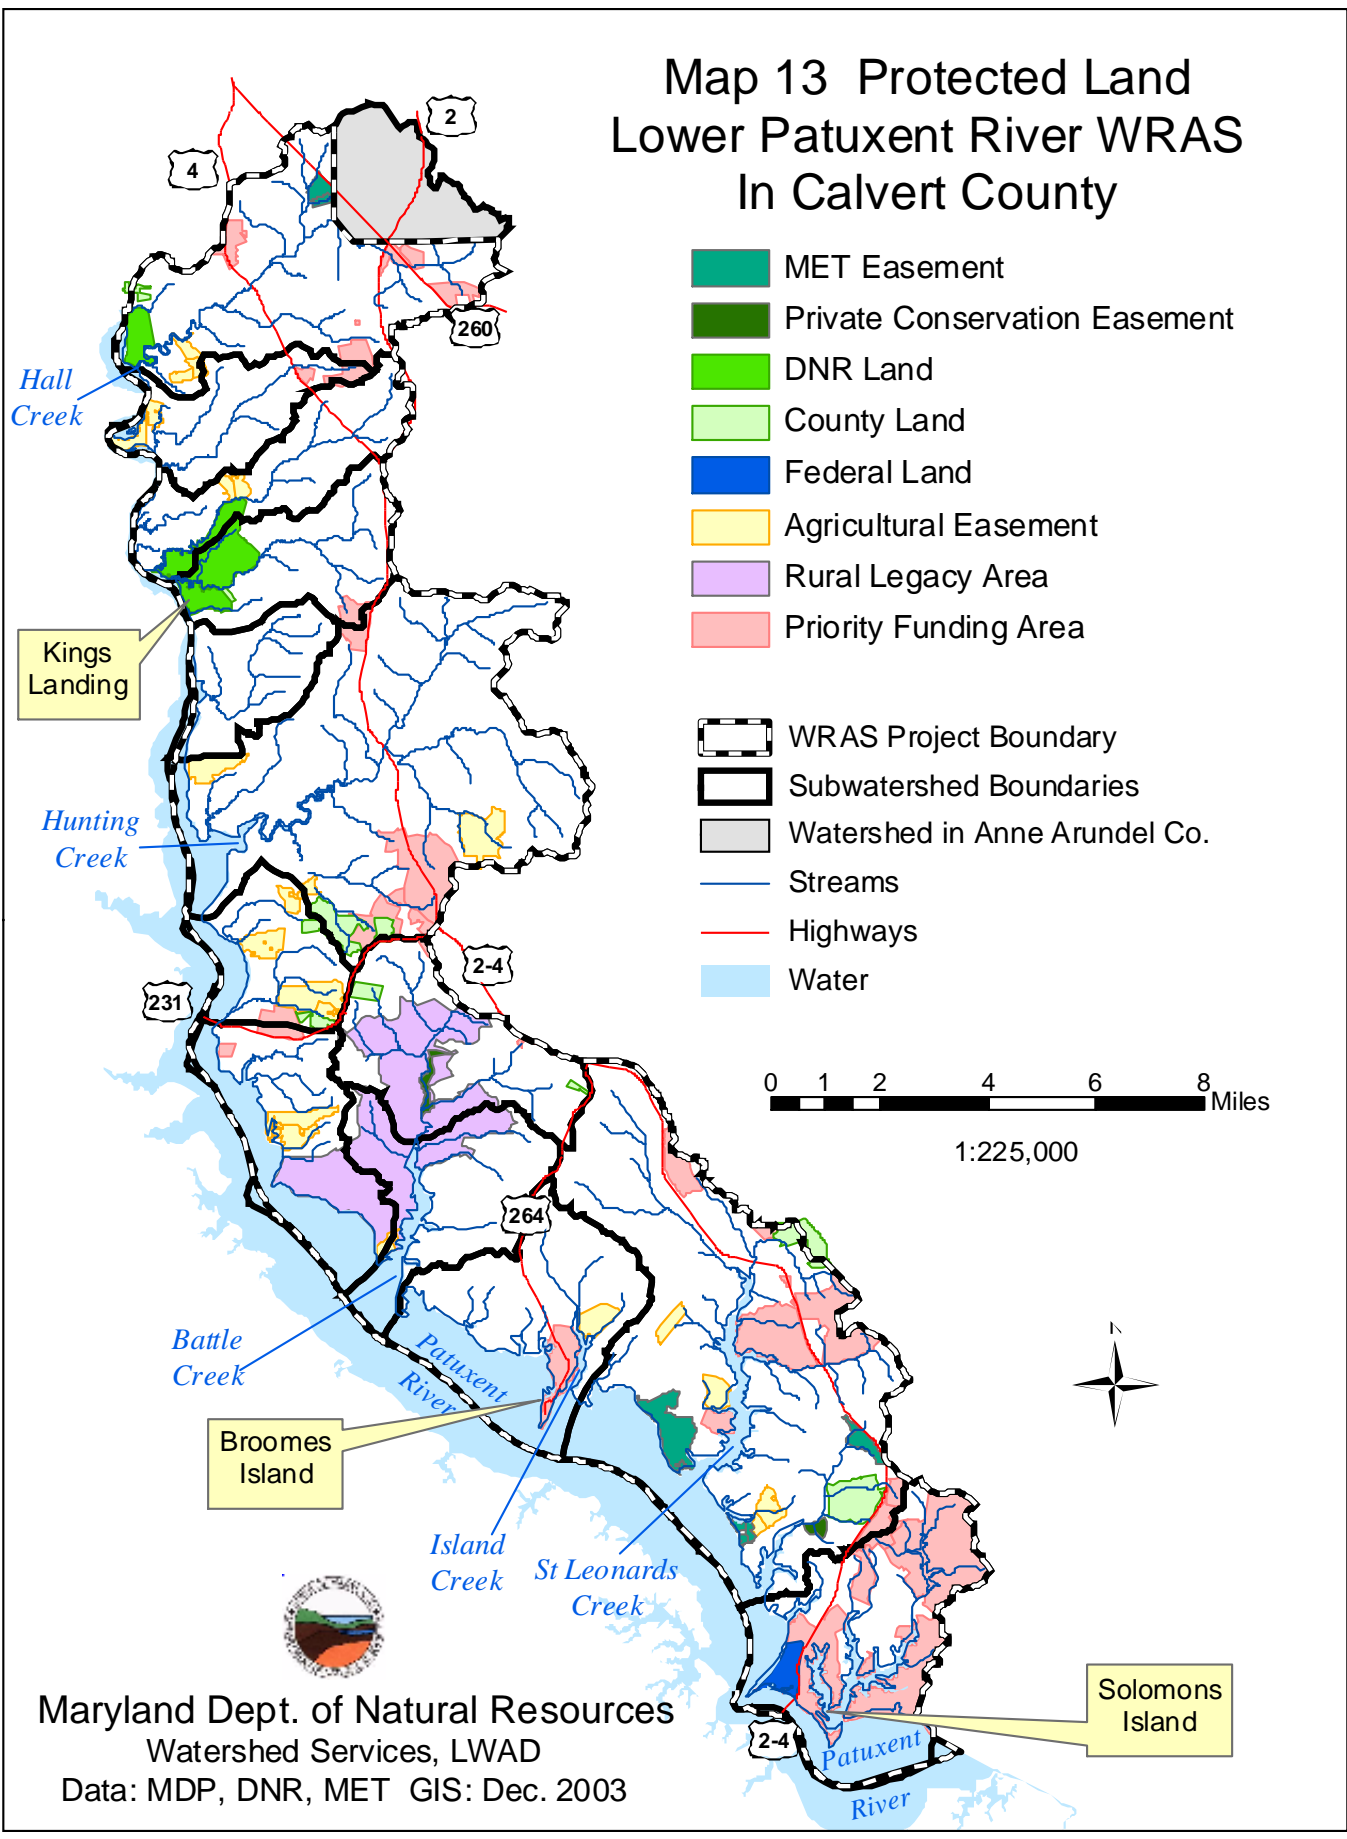 Map 13 Protected Land
Lower Patuxent River WRAS
In Calvert County
MET Easement
Private Conservation Easement
DNR Land
County Land
Federal Land
Agricultural Easement
Rural Legacy Area
Priority Funding Area
WRAS Project Boundary
Subwatershed Boundaries
Watershed in Anne Arundel Co.
Streams
Highways
Water
0 1 2 4 6 8 Miles
1:225,000
N
2
4
260
Hall
Creek
Kings
Landing
Hunting
Creek
2-4
231
264
Battle
Creek
Patuxent
River
Broomes
Island
Island
Creek
St Leonards
Creek
Solomons
Island
2-4
Patuxent
River
Maryland Dept. of Natural Resources
Watershed Services, LWAD
Data: MDP, DNR, MET GIS: Dec. 2003